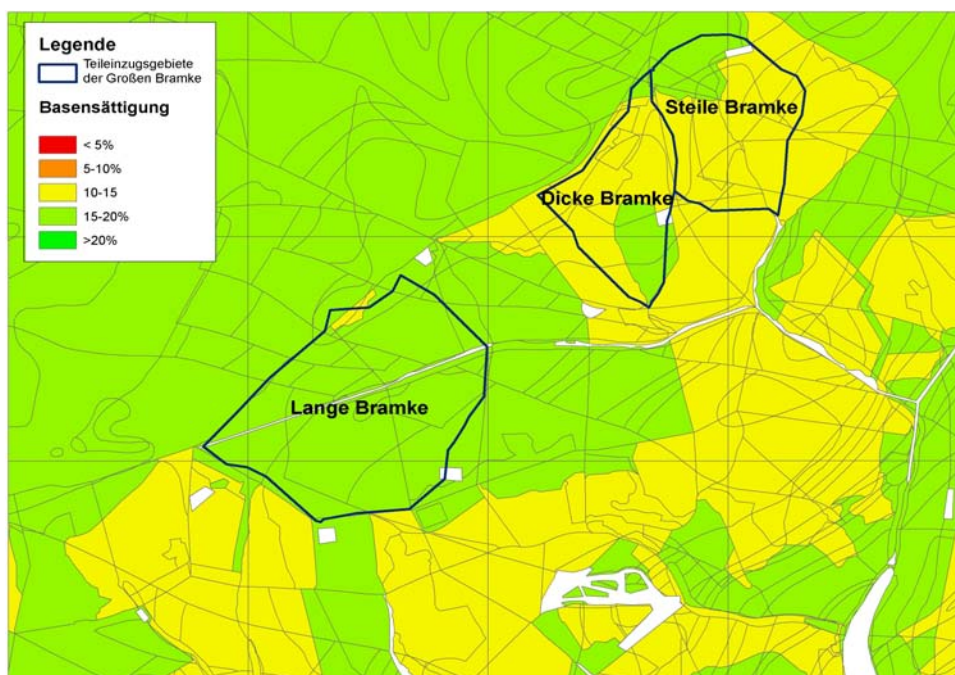 Legende
Teileinzugsgebiete
der Großen Bramke
Basensättigung
< 5%
5-10%
10-15
15-20%
>20%
Steile Bramke
Dicke Bramke
Lange Bramke